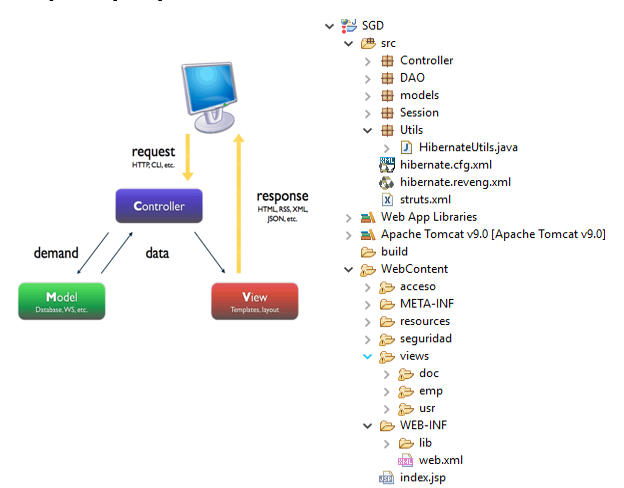 request
HTTP, CLI, etc.
response
HTML, RSS, XML,
JSON, etc.
Controller
demand
data
Model
Database, WS, etc.
View
Templates, layout
SGD
src
Controller
DAO
models
Session
Utils
HibernateUtils.java
hibernate.cfg.xml
hibernate.reveng.xml
struts.xml
Web App Libraries
Apache Tomcat v9.0 [Apache Tomcat v9.0]
build
WebContent
acceso
META-INF
resources
seguridad
views
doc
emp
usr
WEB-INF
lib
web.xml
index.jsp